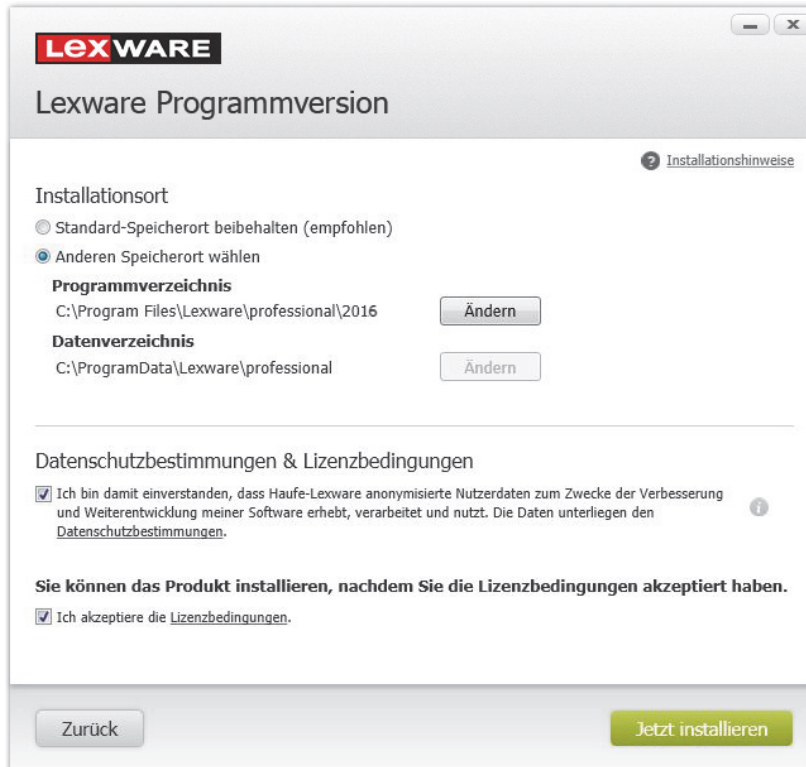 LEXWARE
Lexware Programmversion
? Installationshinweise
Installationsort
Standard-Speicherort beibehalten (empfohlen)
Anderen Speicherort wählen
Programmverzeichnis
C:\Program Files\Lexware\professional\2016 Ändern
Datenverzeichnis
C:\ProgramData\Lexware\professional Ändern
Datenschutzbestimmungen & Lizenzbedingungen
Ich bin damit einverstanden, dass Haufe-Lexware anonymisierte Nutzerdaten zum Zwecke der Verbesserung
und Weiterentwicklung meiner Software erhebt, verarbeitet und nutzt. Die Daten unterliegen den
Datenschutzbestimmungen.
Sie können das Produkt installieren, nachdem Sie die Lizenzbedingungen akzeptiert haben.
Ich akzeptiere die Lizenzbedingungen.
Zurück Jetzt installieren